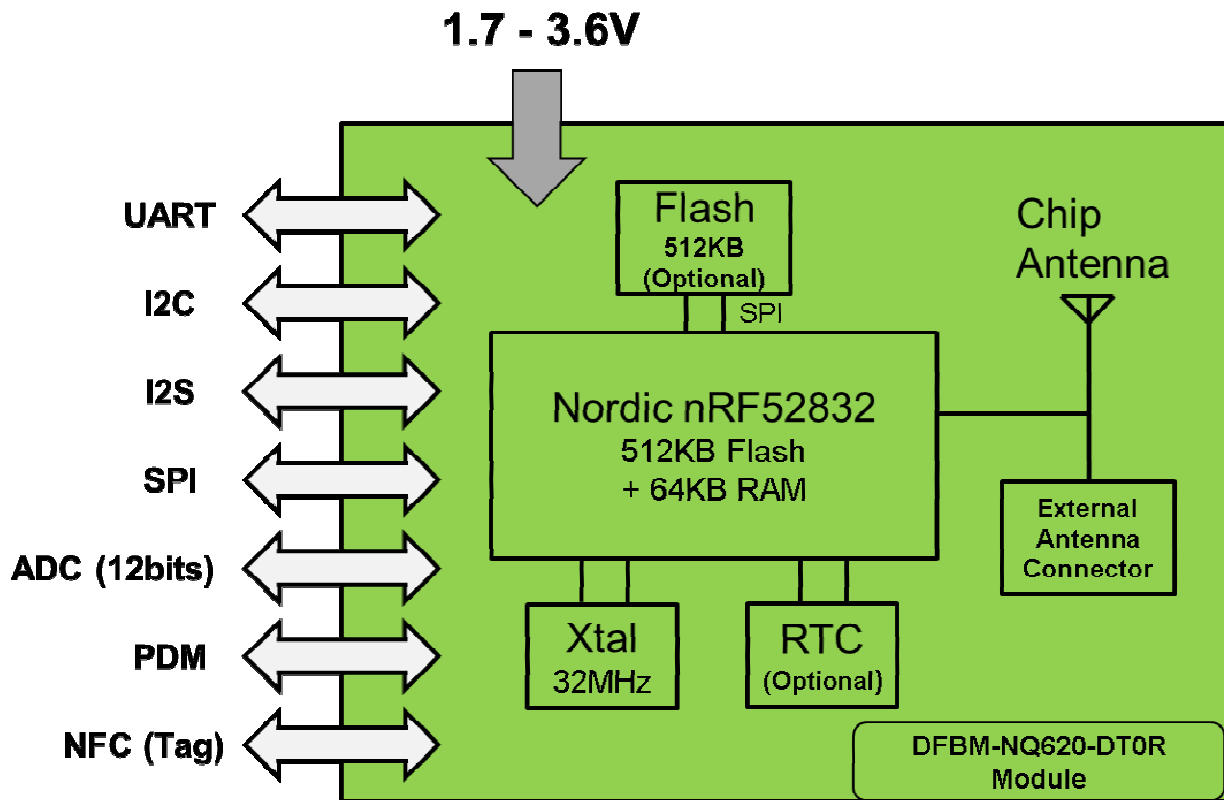 1.7 - 3.6V
UART
I2C
I2S
SPI
ADC (12bits)
PDM
NFC (Tag)
Flash
512KB
(Optional)
SPI
Chip
Antenna
Nordic nRF52832
512KB Flash
+ 64KB RAM
External
Antenna
Connector
Xtal
32MHz
RTC
(Optional)
DFBM-NQ620-DT0R
Module